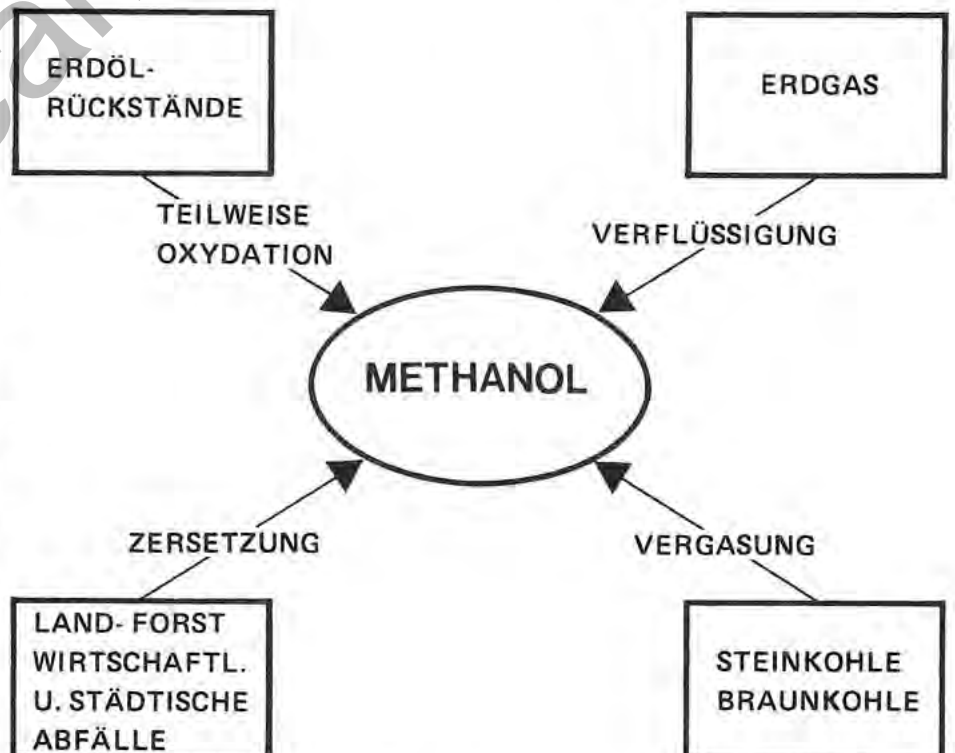 ERDÖL-
RÜCKSTÄNDE
ERDGAS
TEILWEISE
OXYDATION
VERFLÜSSIGUNG
METHANOL
ZERSETZUNG
VERGASUNG
LAND- FORST
WIRTSCHAFTL.
U. STÄDTISCHE
ABFÄLLE
STEINKOHLE
BRAUNKOHLE